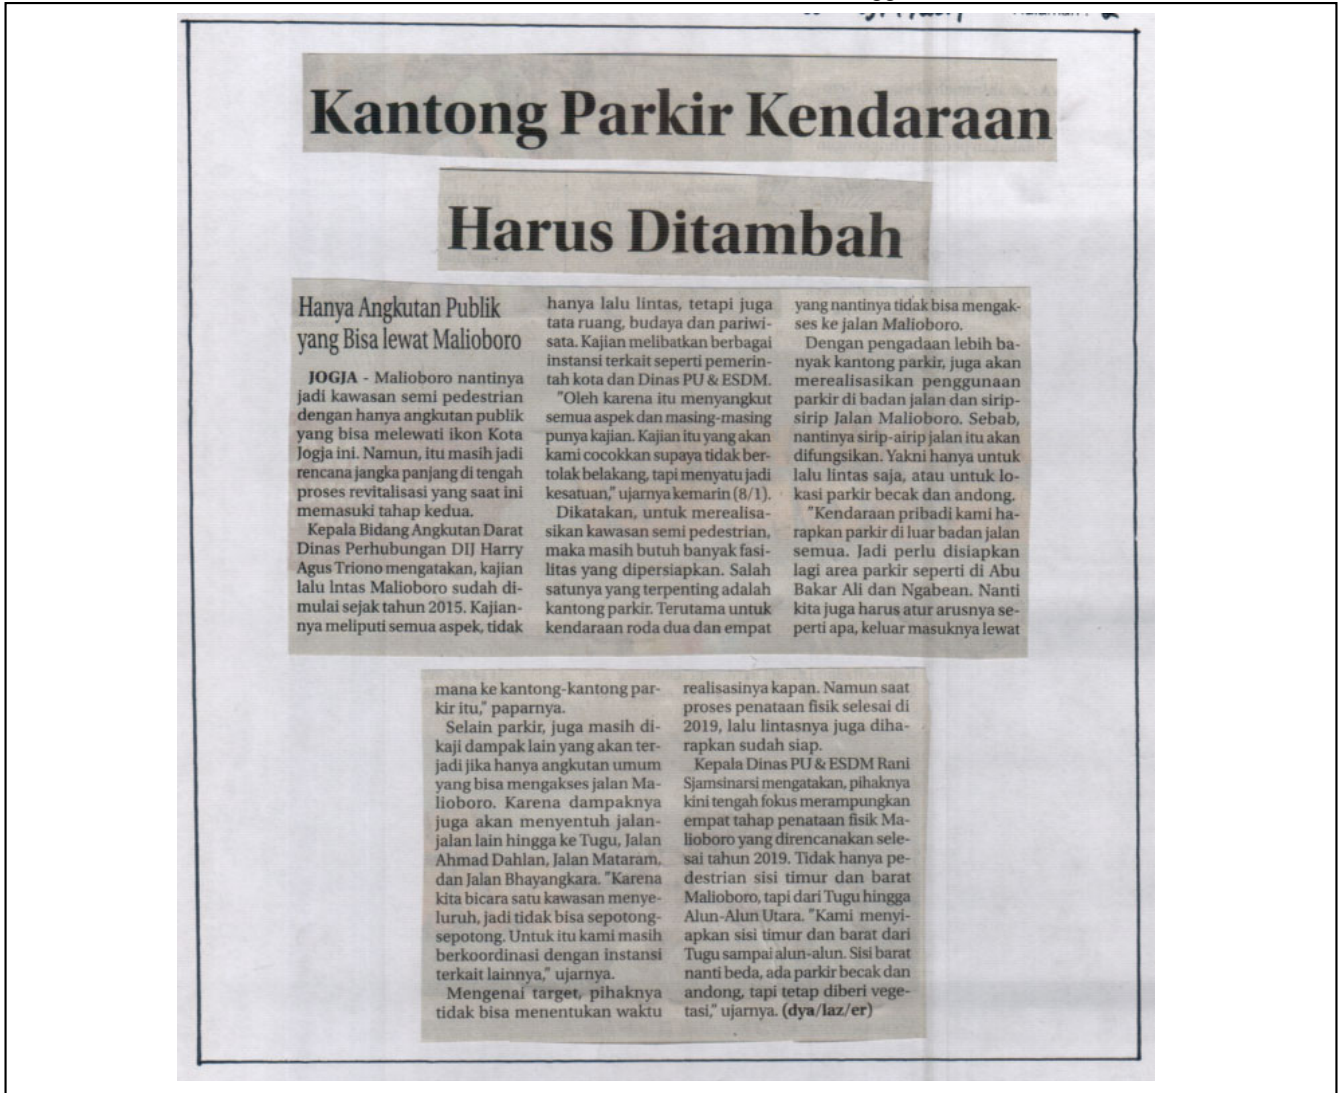 Kantong Parkir Kendaraan
Harus Ditambah
Hanya Angkutan Publik
yang Bisa lewat Malioboro
JOGJA - Malioboro nantinya
jadi kawasan semi pedestrian
dengan hanya angkutan publik
yang bisa melewati ikon Kota
Jogja ini. Namun, itu masih jadi
rencana jangka panjang di tengah
proses revitalisasi yang saat ini
memasuki tahap kedua.
Kepala Bidang Angkutan Darat
Dinas Perhubungan DIJ Harry
Agus Triono mengatakan, kajian
lalu lntas Malioboro sudah di-
mulai sejak tahun 2015. Kajian-
nya meliputi semua aspek, tidak
hanya lalu lintas, tetapi juga
tata ruang, budaya dan pariwi-
sata. Kajian melibatkan berbagai
instansi terkait seperti pemerin-
tah kota dan Dinas PU & ESDM.
"Oleh karena itu menyangkut
semua aspek dan masing-masing
punya kajian. Kajian itu yang akan
kami cocokkan supaya tidak ber-
tolak belakang, tapi menyatu jadi
kesatuan," ujarnya kemarin (8/1).
Dikatakan, untuk merealisa-
sikan kawasan semi pedestrian,
maka masih butuh banyak fasi-
litas yang dipersiapkan. Salah
satunya yang terpenting adalah
kantong parkir. Terutama untuk
kendaraan roda dua dan empat
yang nantinya tidak bisa mengak-
ses ke jalan Malioboro.
Dengan pengadaan lebih ba-
nyak kantong parkir, juga akan
merealisasikan penggunaan
parkir di badan jalan dan sirip-
sirip Jalan Malioboro. Sebab,
nantinya sirip-airip jalan itu akan
difungsikan. Yakni hanya untuk
lalu lintas saja, atau untuk lo-
kasi parkir becak dan andong.
"Kendaraan pribadi kami ha-
rapkan parkir di luar badan jalan
semua. Jadi perlu disiapkan
lagi area parkir seperti di Abu
Bakar Ali dan Ngabean. Nanti
kita juga harus atur arusnya se-
perti apa, keluar masuknya lewat
mana ke kantong-kantong par-
kir itu," paparnya.
Selain parkir, juga masih di-
kaji dampak lain yang akan ter-
jadi jika hanya angkutan umum
yang bisa mengakses jalan Ma-
lioboro. Karena dampaknya
juga akan menyentuh jalan-
jalan lain hingga ke Tugu, Jalan
Ahmad Dahlan, Jalan Mataram,
dan Jalan Bhayangkara. "Karena
kita bicara satu kawasan menye-
luruh, jadi tidak bisa sepotong-
sepotong. Untuk itu kami masih
berkoordinasi dengan instansi
terkait lainnya," ujarnya.
Mengenai target, pihaknya
tidak bisa menentukan waktu
realisasinya kapan. Namun saat
proses penataan fisik selesai di
2019, lalu lintasnya juga diha-
rapkan sudah siap.
Kepala Dinas PU & ESDM Rani
Sjamsinarsi mengatakan, pihaknya
kini tengah fokus merampungkan
empat tahap penataan fisik Ma-
lioboro yang direncanakan sele-
sai tahun 2019. Tidak hanya pe-
destrian sisi timur dan barat
Malioboro, tapi dari Tugu hingga
Alun-Alun Utara. "Kami menyi-
apkan sisi timur dan barat dari
Tugu sampai alun-alun. Sisi barat
nanti beda, ada parkir becak dan
andong, tapi tetap diberi vege-
tasi," ujarnya. (dya/laz/er)